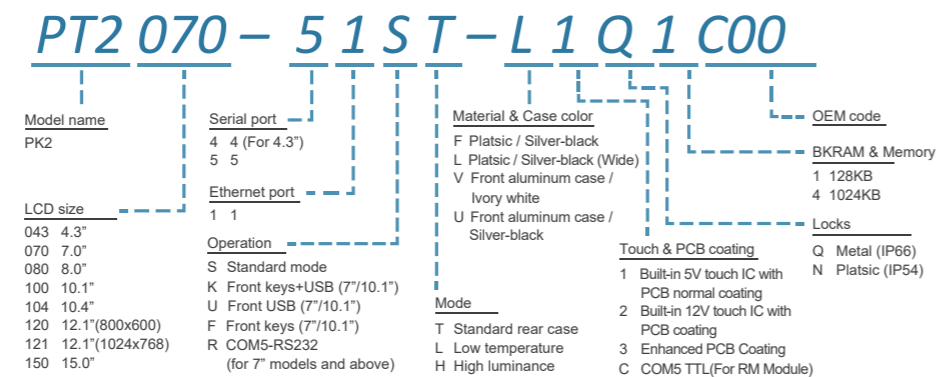 PT2 070 – 5 1 S T – L 1 Q 1 C00
Model name
PK2
LCD size
043 4.3”
070 7.0”
080 8.0”
100 10.1”
104 10.4”
120 12.1”(800x600)
121 12.1”(1024x768)
150 15.0”
Serial port
4 4 (For 4.3”)
5 5
Ethernet port
1 1
Operation
S Standard mode
K Front keys+USB (7”/10.1”)
U Front USB (7”/10.1”)
F Front keys (7”/10.1”)
R COM5-RS232
(for 7” models and above)
Mode
T Standard rear case
L Low temperature
H High luminance
Material & Case color
F Platsic / Silver-black
L Platsic / Silver-black (Wide)
V Front aluminum case /
Ivory white
U Front aluminum case /
Silver-black
Touch & PCB coating
1 Built-in 5V touch IC with
PCB normal coating
2 Built-in 12V touch IC with
PCB coating
3 Enhanced PCB Coating
C COM5 TTL(For RM Module)
OEM code
BKRAM & Memory
1 128KB
4 1024KB
Locks
Q Metal (IP66)
N Platsic (IP54)